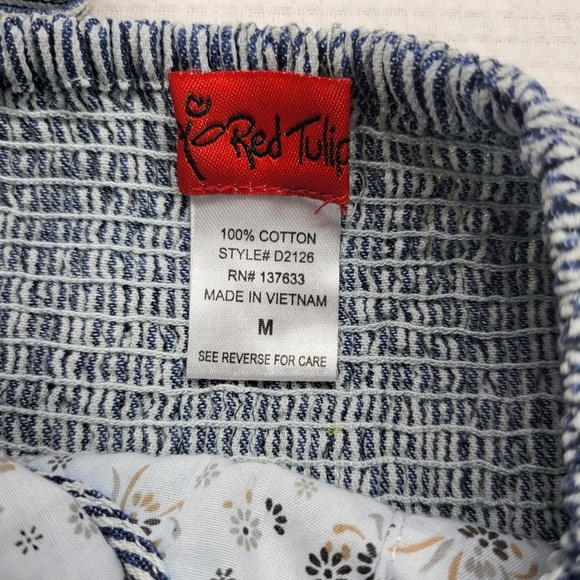 Red Tulip
100% COTTON
STYLE# D2126
RN# 137633
MADE IN VIETNAM
M
SEE REVERSE FOR CARE